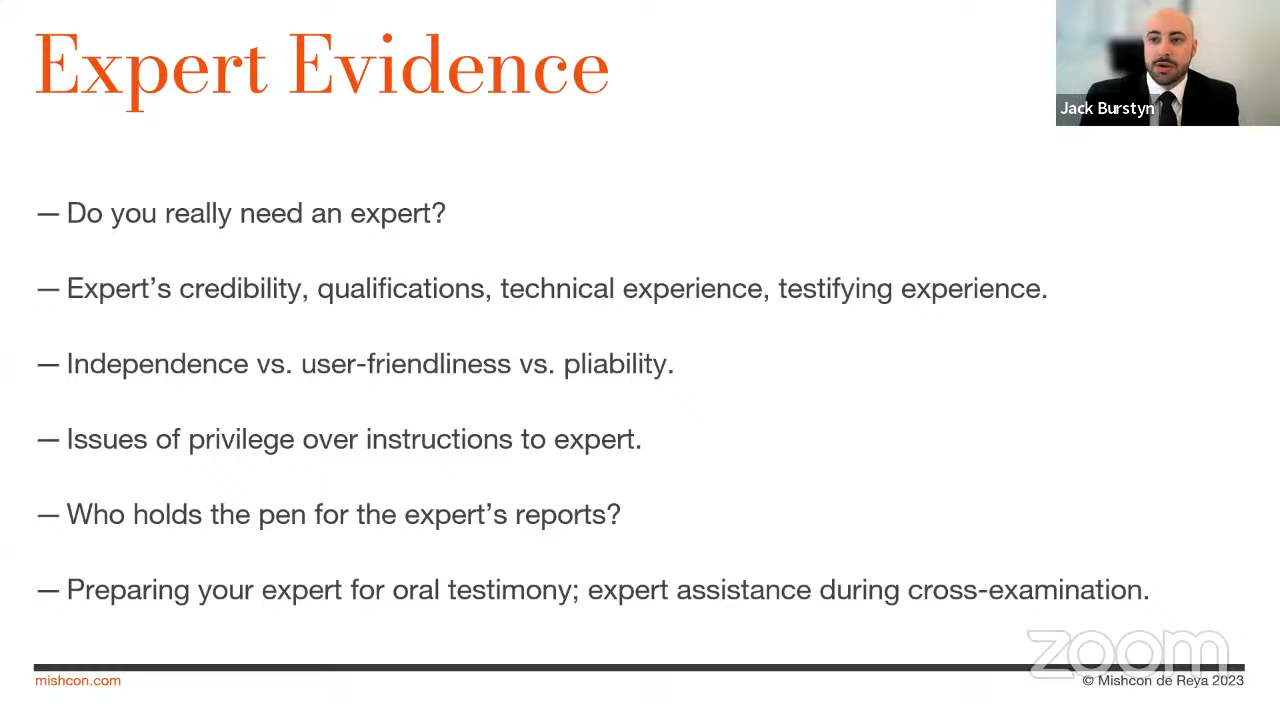 Expert Evidence
Jack Burstyn
— Do you really need an expert?
— Expert’s credibility, qualifications, technical experience, testifying experience.
— Independence vs. user-friendliness vs. pliability.
— Issues of privilege over instructions to expert.
— Who holds the pen for the expert’s reports?
— Preparing your expert for oral testimony; expert assistance during cross-examination.
zoom
mishcon.com
© Mishcon de Reya 2023